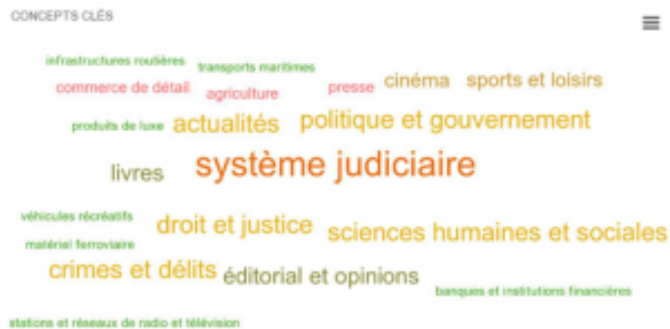 CONCEPTS CLÉS
infrastructures routières transports maritimes
commerce de détail agriculture presse cinéma sports et loisirs
produits de luxe actualités politique et gouvernement
livres système judiciaire
véhicules récréatifs droit et justice sciences humaines et sociales
matériel ferroviaire
crimes et délits éditorial et opinions
banques et institutions financières
stations et réseaux de radio et télévision